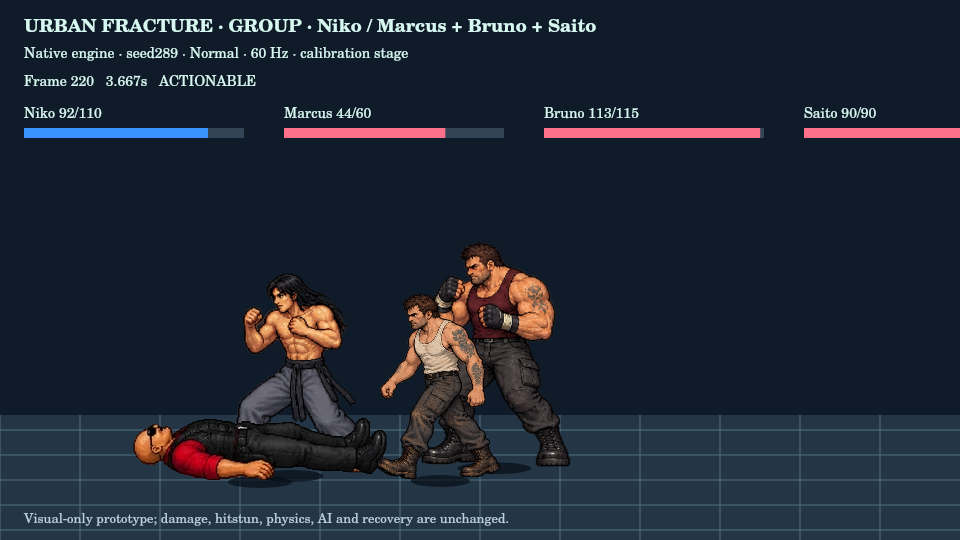 URBAN FRACTURE · GROUP · Niko / Marcus + Bruno + Saito
Native engine · seed289 · Normal · 60 Hz · calibration stage
Frame 220 3.667s ACTIONABLE
Niko 92/110 Marcus 44/60 Bruno 113/115 Saito 90/90
Visual-only prototype; damage, hitstun, physics, AI and recovery are unchanged.